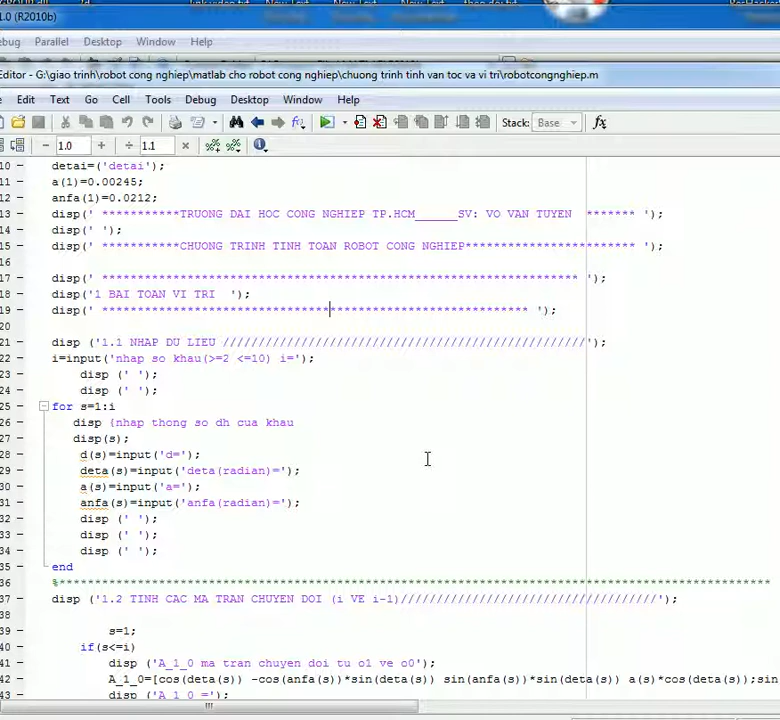 1.0 (R2010b)
ebug Parallel Desktop Window Help
Editor - G:\giao trinh\robot cong nghiep\matlab cho robot cong nghiep\chuong trinh tinh van toc va vi tri\robotcongnghiep.m
e Edit Text Go Cell Tools Debug Desktop Window Help
Stack: Base fx
− 1.0 + ÷ 1.1 ×
10 − detai=('detai');
11 − a(1)=0.00245;
12 − anfa(1)=0.0212;
13 − disp(' ***********TRUONG DAI HOC CONG NGHIEP TP.HCM______SV: VO VAN TUYEN ******* ');
14 − disp(' ');
15 − disp(' ***********CHUONG TRINH TINH TOAN ROBOT CONG NGHIEP************************ ');
16
17 − disp(' ******************************************************************* ');
18 − disp('1 BAI TOAN VI TRI ');
19 − disp(' ************************************************************ ');
20
21 − disp ('1.1 NHAP DU LIEU ///////////////////////////////////////////////////');
22 − i=input('nhap so khau(>=2 <=10) i=');
23 − disp (' ');
24 − disp (' ');
25 − for s=1:i
26 − disp (nhap thong so dh cua khau
27 − disp(s);
28 − d(s)=input('d=');
29 − deta(s)=input('deta(radian)=');
30 − a(s)=input('a=');
31 − anfa(s)=input('anfa(radian)=');
32 − disp (' ');
33 − disp (' ');
34 − disp (' ');
35 − end
36 %****************************************************************************************************
37 − disp ('1.2 TINH CAC MA TRAN CHUYEN DOI (i VE i-1)////////////////////////////////////');
38
39 − s=1;
40 − if(s<=i)
41 − disp ('A_1_0 ma tran chuyen doi tu o1 ve o0');
42 − A_1_0=[cos(deta(s)) -cos(anfa(s))*sin(deta(s)) sin(anfa(s))*sin(deta(s)) a(s)*cos(deta(s));sin
43 − disp ('A_1_0 =');